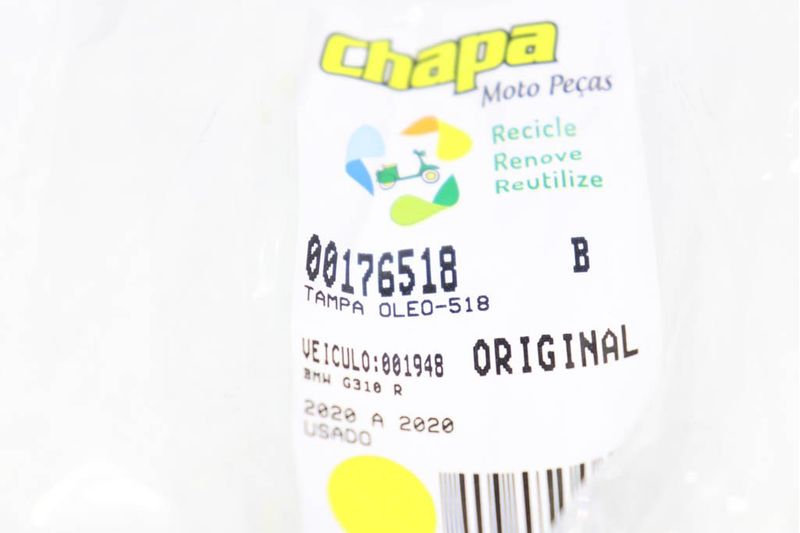 Chapa
Moto Peças
Recicle
Renove
Reutilize
00176518 B
TAMPA OLEO-518
VEICULO:001948 ORIGINAL
BMW G310 R
2020 A 2020
USADO